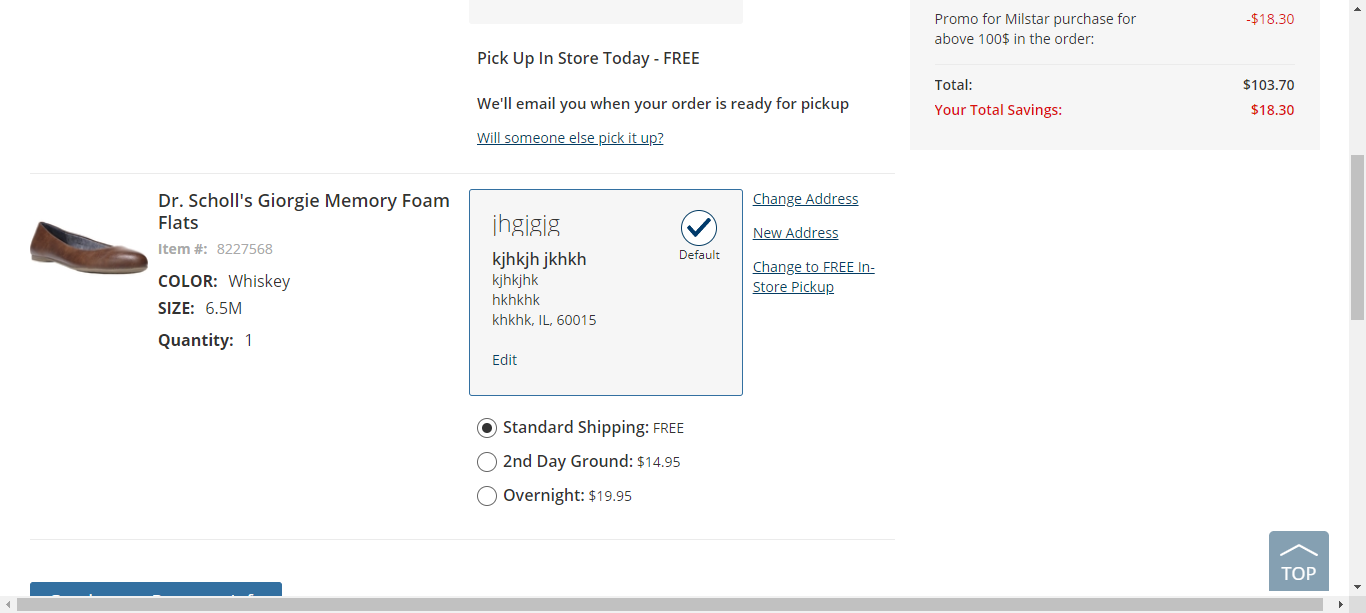 Promo for Milstar purchase for
above 100$ in the order:
-$18.30
Total:
$103.70
Your Total Savings:
$18.30
Pick Up In Store Today - FREE
We'll email you when your order is ready for pickup
Will someone else pick it up?
Dr. Scholl's Giorgie Memory Foam
Flats
Item #: 8227568
COLOR: Whiskey
SIZE: 6.5M
Quantity: 1
jhgjgjg
Default
kjhkjh jkhkh
kjhkjhk
hkhkhk
khkhk, IL, 60015
Edit
Change Address
New Address
Change to FREE In-
Store Pickup
Standard Shipping: FREE
2nd Day Ground: $14.95
Overnight: $19.95
TOP